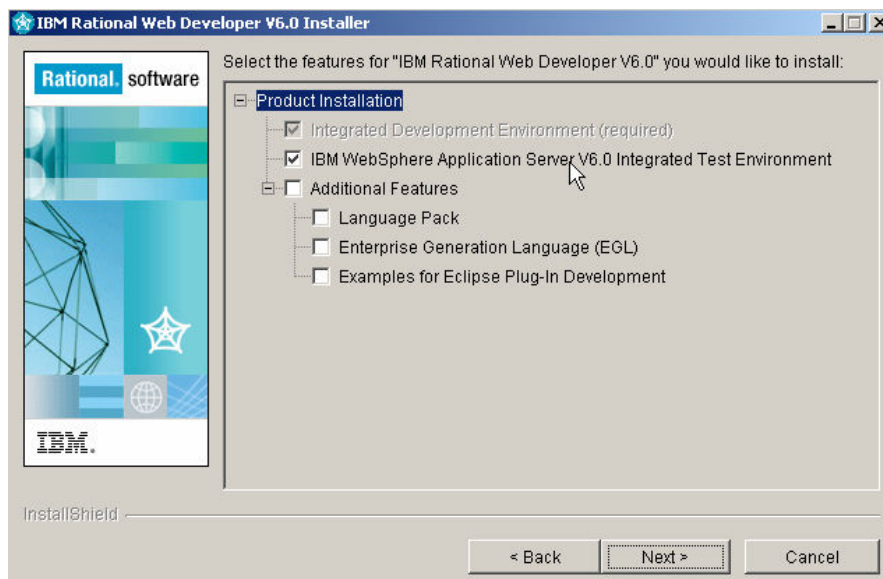 IBM Rational Web Developer V6.0 Installer
Rational. software
Select the features for "IBM Rational Web Developer V6.0" you would like to install:
Product Installation
Integrated Development Environment (required)
IBM WebSphere Application Server V6.0 Integrated Test Environment
Additional Features
Language Pack
Enterprise Generation Language (EGL)
Examples for Eclipse Plug-In Development
IBM.
InstallShield
< Back
Next >
Cancel